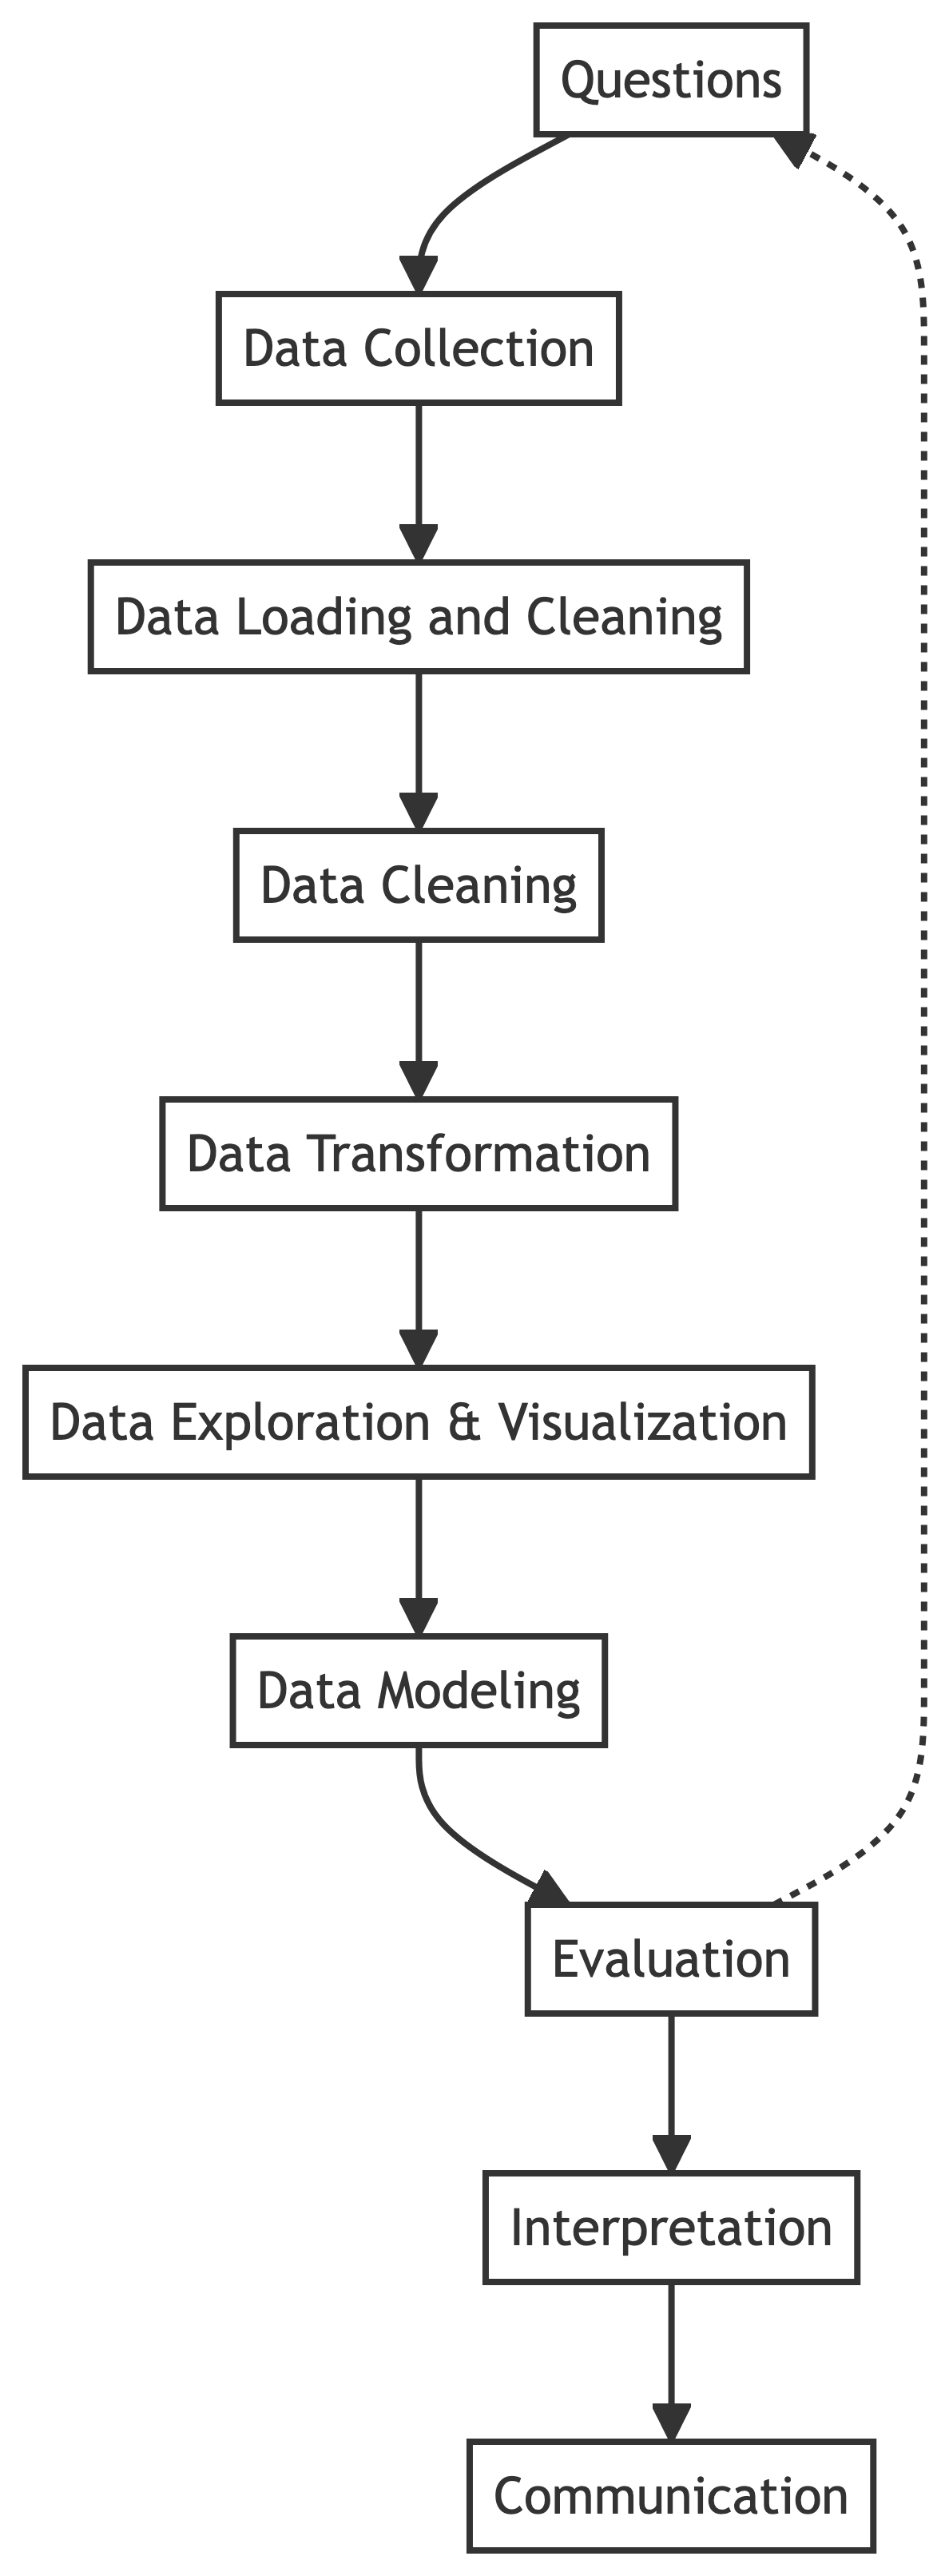 Questions
Data Collection
Data Loading and Cleaning
Data Cleaning
Data Transformation
Data Exploration & Visualization
Data Modeling
Evaluation
Interpretation
Communication